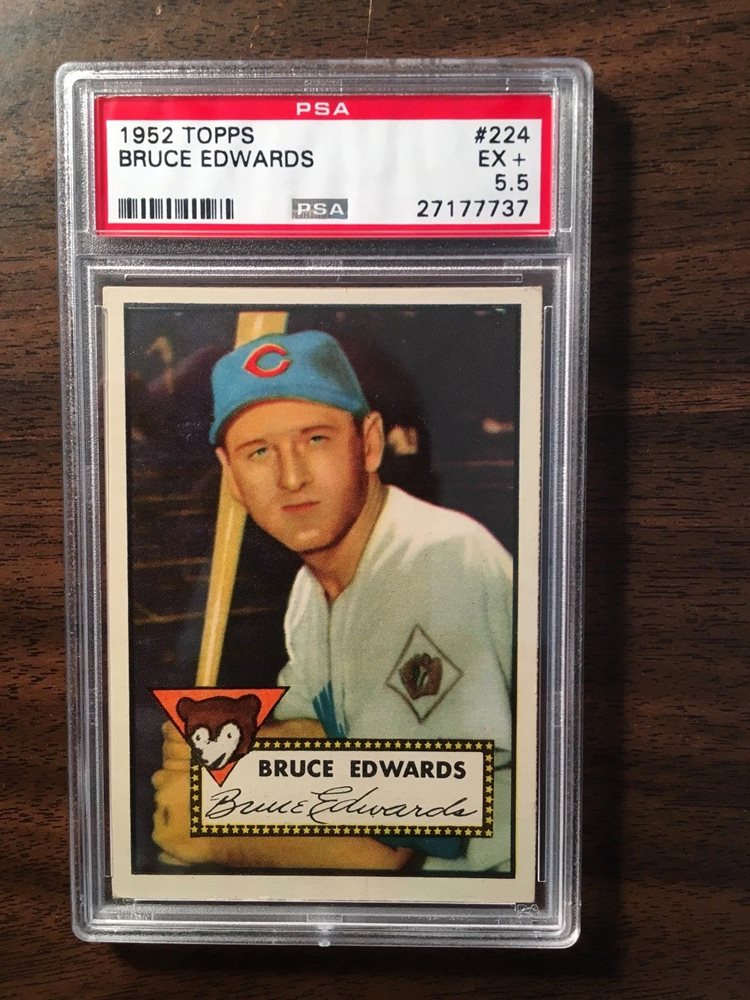 PSA
1952 TOPPS #224
BRUCE EDWARDS EX +
5.5
PSA 27177737
C
BRUCE EDWARDS
Bruce Edwards